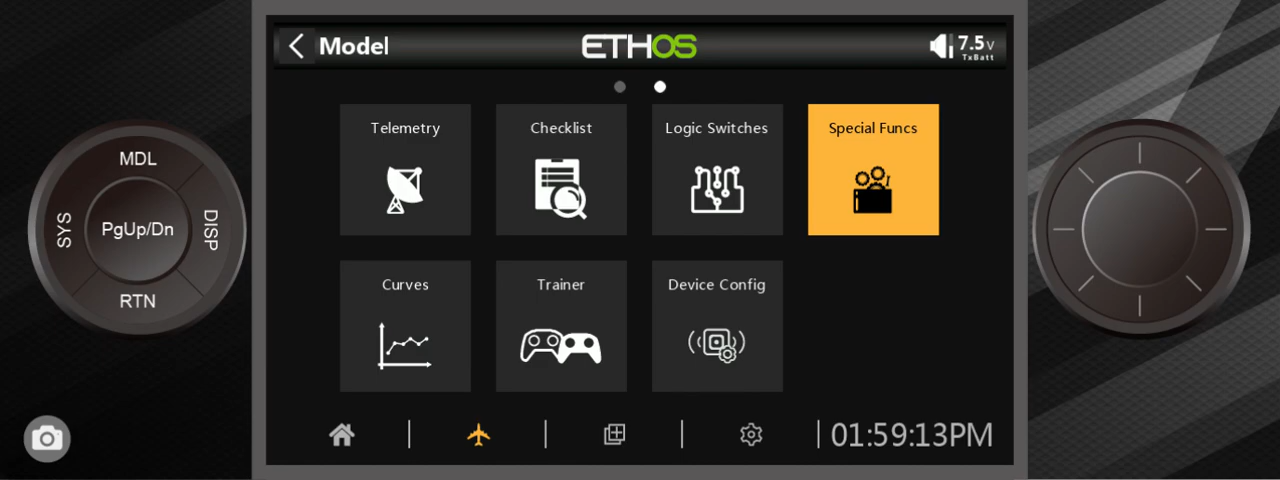 Model
ETHOS
7.5V
TxBatt
Telemetry
Checklist
Logic Switches
Special Funcs
MDL
SYS
PgUp/Dn
DISP
RTN
Curves
Trainer
Device Config
01:59:13PM